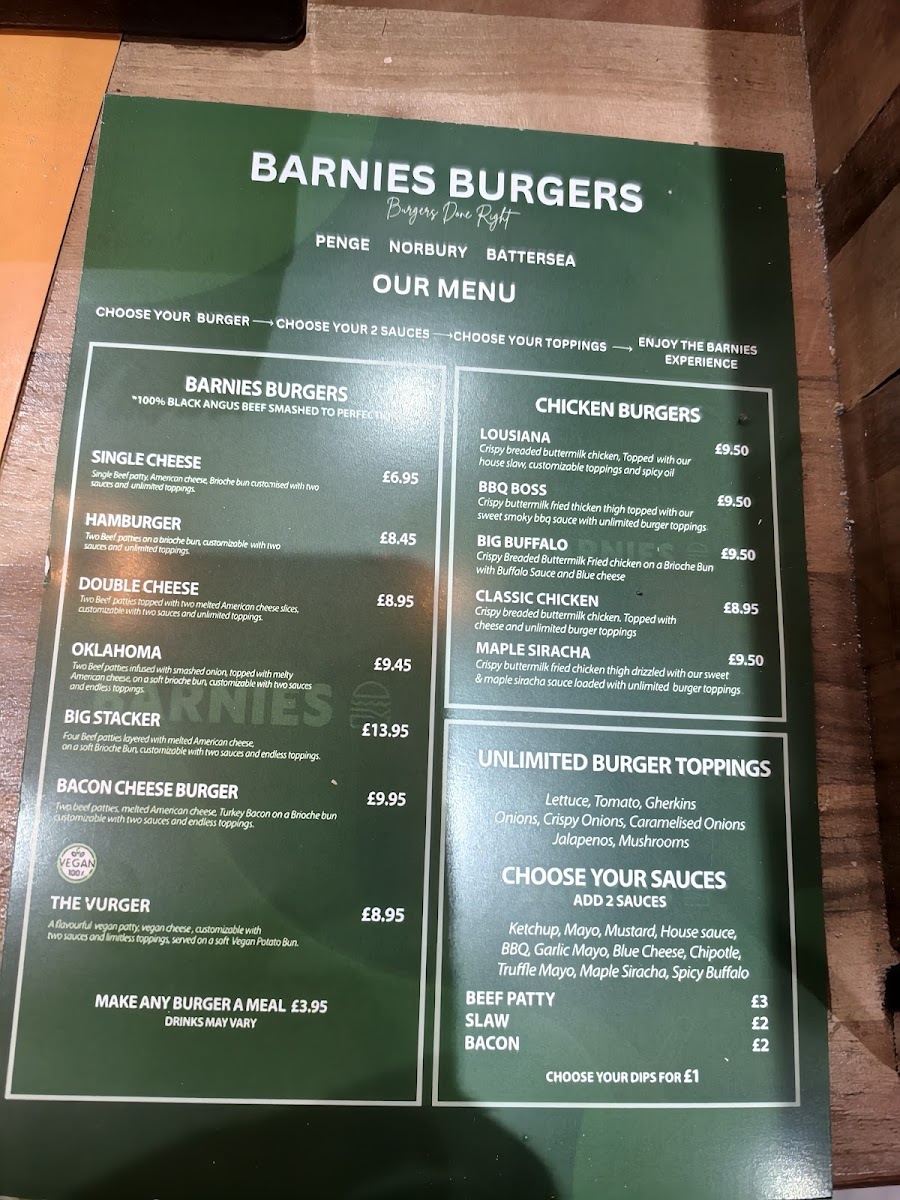 BARNIES BURGERS
Burgers Done Right
PENGE NORBURY BATTERSEA
OUR MENU
CHOOSE YOUR BURGER → CHOOSE YOUR 2 SAUCES → CHOOSE YOUR TOPPINGS → ENJOY THE BARNIES EXPERIENCE
BARNIES BURGERS
"100% BLACK ANGUS BEEF SMASHED TO
SINGLE CHEESE £6.95
Single Beef patty, American cheese, Brioche bun customised with two
sauces and unlimited toppings.
HAMBURGER £8.45
Two Beef patties on a brioche bun, customizable with two
sauces and unlimited toppings.
DOUBLE CHEESE £8.95
Two Beef patties topped with two melted American cheese slices,
customizable with two sauces and unlimited toppings.
OKLAHOMA £9.45
Two Beef patties infused with smashed onion, topped with melty
American cheese, on a soft brioche bun, customizable with two sauces
and endless toppings.
BARNIES
BIG STACKER £13.95
Four Beef patties layered with melted American cheese,
on a soft Brioche Bun, customizable with two sauces and endless toppings.
BACON CHEESE BURGER £9.95
Two beef patties, melted American cheese, Turkey Bacon on a Brioche bun
customizable with two sauces and endless toppings.
VEGAN
100%
THE VURGER £8.95
A flavourful vegan patty, vegan cheese, customizable with
two sauces and limitless toppings, served on a soft Vegan Potato Bun.
MAKE ANY BURGER A MEAL £3.95
DRINKS MAY VARY
CHICKEN BURGERS
LOUSIANA £9.50
Crispy breaded buttermilk chicken, Topped with our
house slaw, customizable toppings and spicy oil
BBQ BOSS £9.50
Crispy buttermilk fried thicken thigh topped with our
sweet smoky bbq sauce with unlimited burger toppings
BIG BUFFALO £9.50
Crispy Breaded Buttermilk Fried chicken on a Brioche Bun
with Buffalo Sauce and Blue cheese
CLASSIC CHICKEN £8.95
Crispy breaded buttermilk chicken. Topped with
cheese and unlimited burger toppings
MAPLE SIRACHA £9.50
Crispy buttermilk fried chicken thigh drizzled with our sweet
& maple siracha sauce loaded with unlimited burger toppings
UNLIMITED BURGER TOPPINGS
Lettuce, Tomato, Gherkins
Onions, Crispy Onions, Caramelised Onions
Jalapenos, Mushrooms
CHOOSE YOUR SAUCES
ADD 2 SAUCES
Ketchup, Mayo, Mustard, House sauce,
BBQ, Garlic Mayo, Blue Cheese, Chipotle,
Truffle Mayo, Maple Siracha, Spicy Buffalo
BEEF PATTY £3
SLAW £2
BACON £2
CHOOSE YOUR DIPS FOR £1